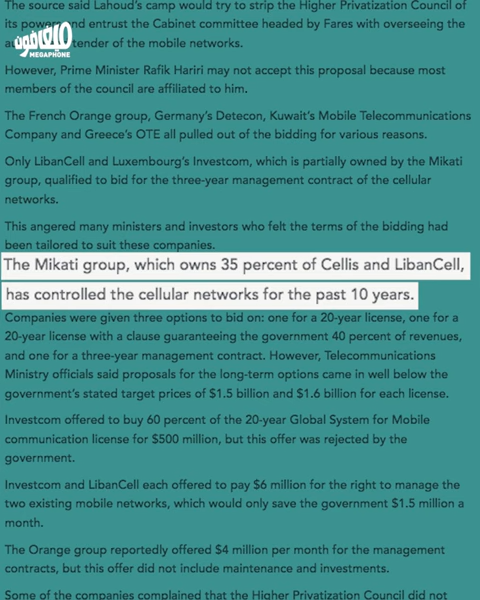 The source said Lahoud's camp would try to strip the Higher Privatization Council of
its powers and entrust the Cabinet committee headed by Fares with overseeing the
tender of the mobile networks.
ميغافون
MEGAPHONE
However, Prime Minister Rafik Hariri may not accept this proposal because most
members of the council are affiliated to him.
The French Orange group, Germany's Detecon, Kuwait's Mobile Telecommunications
Company and Greece's OTE all pulled out of the bidding for various reasons.
Only LibanCell and Luxembourg's Investcom, which is partially owned by the Mikati
group, qualified to bid for the three-year management contract of the cellular
networks.
This angered many ministers and investors who felt the terms of the bidding had
been tailored to suit these companies.
The Mikati group, which owns 35 percent of Cellis and LibanCell,
has controlled the cellular networks for the past 10 years.
Companies were given three options to bid on: one for a 20-year license, one for a
20-year license with a clause guaranteeing the government 40 percent of revenues,
and one for a three-year management contract. However, Telecommunications
Ministry officials said proposals for the long-term options came in well below the
government's stated target prices of $1.5 billion and $1.6 billion for each license.
Investcom offered to buy 60 percent of the 20-year Global System for Mobile
communication license for $500 million, but this offer was rejected by the
government.
Investcom and LibanCell each offered to pay $6 million for the right to manage the
two existing mobile networks, which would only save the government $1.5 million a
month.
The Orange group reportedly offered $4 million per month for the management
contracts, but this offer did not include maintenance and investments.
Some of the companies complained that the Higher Privatization Council did not